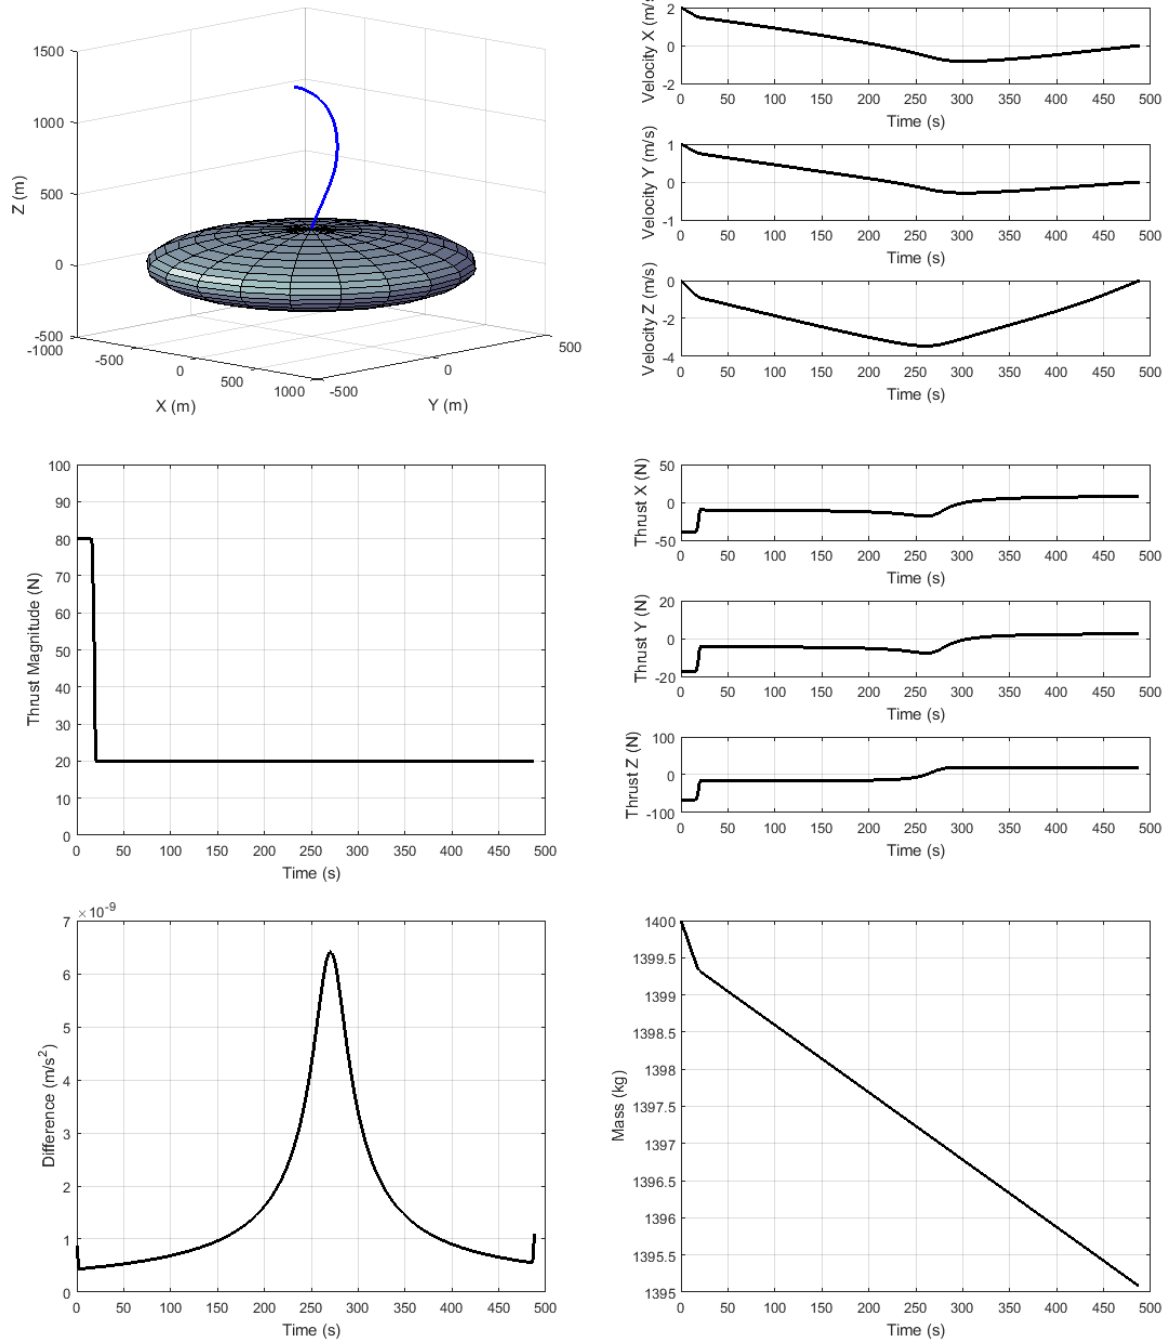 1500
1000
500
0
-500
-1000
-500
0
500
1000
-500
0
500
Z (m)
X (m)
Y (m)
2
0
-2
Velocity X (m/s)
0 50 100 150 200 250 300 350 400 450 500
Time (s)
1
0
-1
Velocity Y (m/s)
0 50 100 150 200 250 300 350 400 450 500
Time (s)
0
-2
-4
Velocity Z (m/s)
0 50 100 150 200 250 300 350 400 450 500
Time (s)
100
90
80
70
60
50
40
30
20
10
0
Thrust Magnitude (N)
0 50 100 150 200 250 300 350 400 450 500
Time (s)
50
0
-50
Thrust X (N)
0 50 100 150 200 250 300 350 400 450 500
Time (s)
20
0
-20
Thrust Y (N)
0 50 100 150 200 250 300 350 400 450 500
Time (s)
100
0
-100
Thrust Z (N)
0 50 100 150 200 250 300 350 400 450 500
Time (s)
× 10⁻⁹
7
6
5
4
3
2
1
0
Difference (m/s²)
0 50 100 150 200 250 300 350 400 450 500
Time (s)
1400
1399.5
1399
1398.5
1398
1397.5
1397
1396.5
1396
1395.5
1395
Mass (kg)
0 50 100 150 200 250 300 350 400 450 500
Time (s)